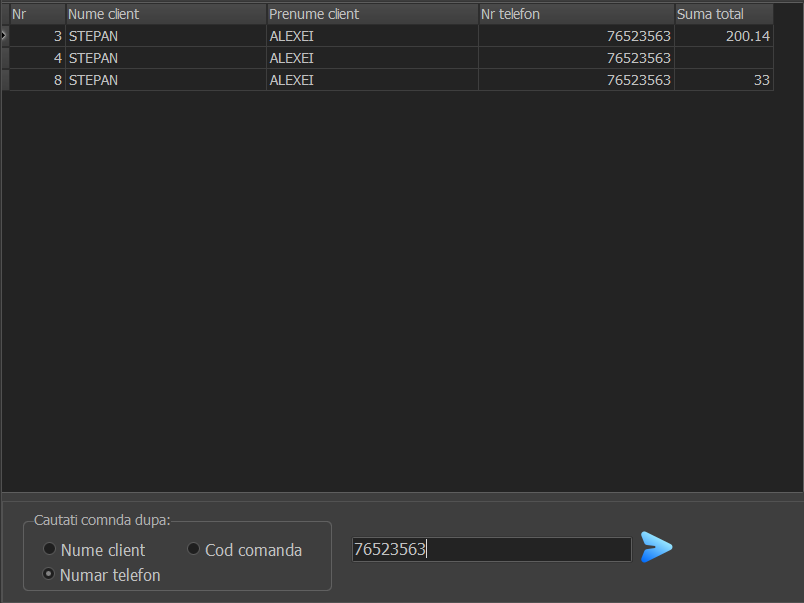 Nr Nume client Prenume client Nr telefon Suma total
3 STEPAN ALEXEI 76523563 200.14
4 STEPAN ALEXEI 76523563
8 STEPAN ALEXEI 76523563 33
Cautati comnda dupa:
Nume client Cod comanda
Numar telefon
76523563